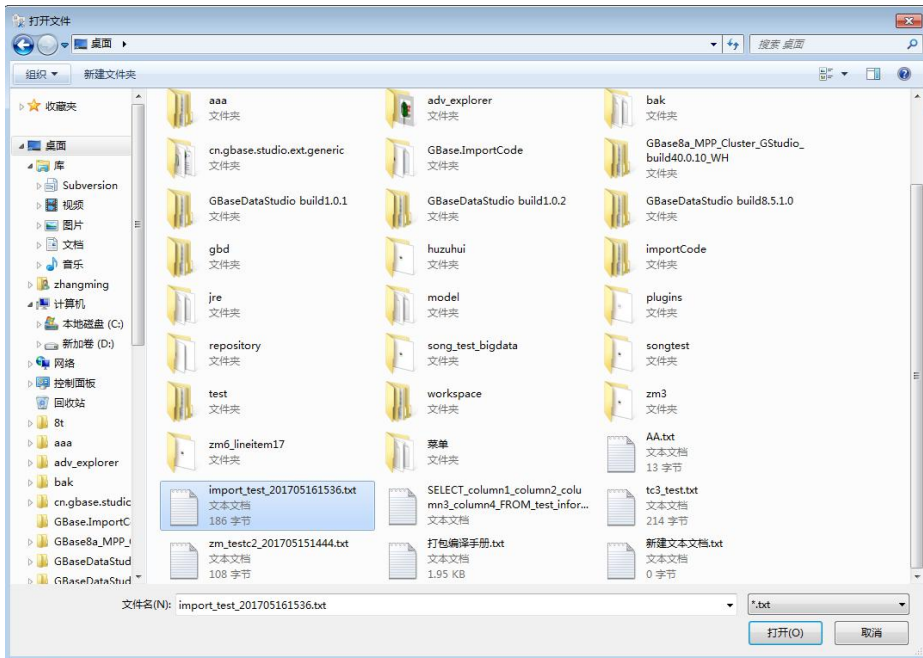 打开文件
桌面
搜索 桌面
组织
新建文件夹
收藏夹
桌面
库
Subversion
视频
图片
文档
音乐
zhangming
计算机
本地磁盘 (C:)
新加卷 (D:)
网络
控制面板
回收站
8t
aaa
adv_explorer
bak
cn.gbase.studio
GBase.ImportC
GBase8a_MPP_
GBaseDataStud
GBaseDataStud
aaa
文件夹
adv_explorer
文件夹
bak
文件夹
cn.gbase.studio.ext.generic
文件夹
GBase.ImportCode
文件夹
GBase8a_MPP_Cluster_GStudio_
build40.0.10_WH
文件夹
GBaseDataStudio build1.0.1
文件夹
GBaseDataStudio build1.0.2
文件夹
GBaseDataStudio build8.5.1.0
文件夹
gbd
文件夹
huzuhui
文件夹
importCode
文件夹
jre
文件夹
model
文件夹
plugins
文件夹
repository
文件夹
song_test_bigdata
文件夹
songtest
文件夹
test
文件夹
workspace
文件夹
zm3
文件夹
zm6_lineitem17
文件夹
菜单
文件夹
AA.txt
文本文档
13 字节
import_test_201705161536.txt
文本文档
186 字节
SELECT_column1_column2_colu
mn3_column4_FROM_test_infor...
文本文档
tc3_test.txt
文本文档
214 字节
zm_testc2_201705151444.txt
文本文档
108 字节
打包编译手册.txt
文本文档
1.95 KB
新建文本文档.txt
文本文档
0 字节
文件名(N):
import_test_201705161536.txt
*.txt
打开(O)
取消